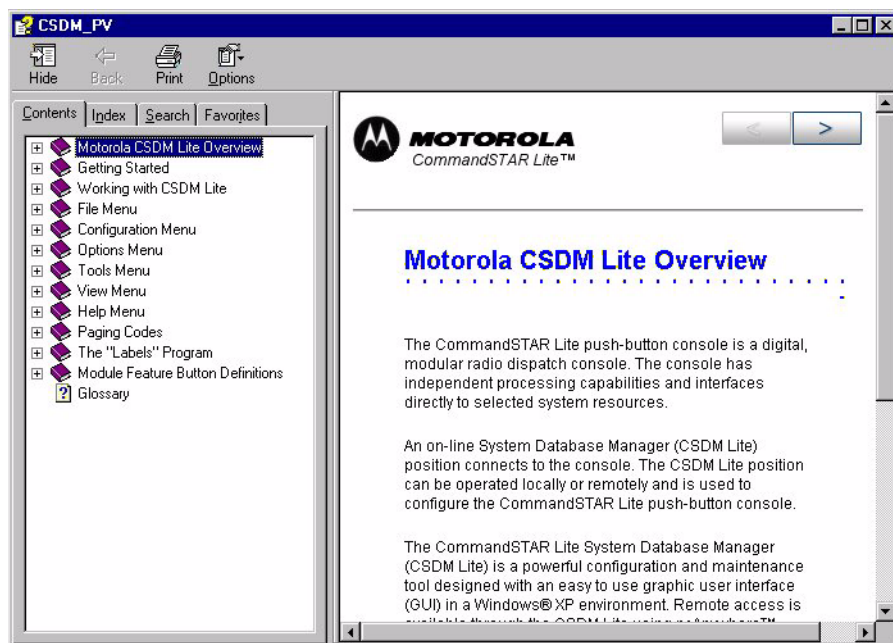 CSDM_PV
Hide
Back
Print
Options
Contents
Index
Search
Favorites
Motorola CSDM Lite Overview
Getting Started
Working with CSDM Lite
File Menu
Configuration Menu
Options Menu
Tools Menu
View Menu
Help Menu
Paging Codes
The "Labels" Program
Module Feature Button Definitions
Glossary
MOTOROLA
CommandSTAR Lite™
<
>
Motorola CSDM Lite Overview
The CommandSTAR Lite push-button console is a digital,
modular radio dispatch console. The console has
independent processing capabilities and interfaces
directly to selected system resources.
An on-line System Database Manager (CSDM Lite)
position connects to the console. The CSDM Lite position
can be operated locally or remotely and is used to
configure the CommandSTAR Lite push-button console.
The CommandSTAR Lite System Database Manager
(CSDM Lite) is a powerful configuration and maintenance
tool designed with an easy to use graphic user interface
(GUI) in a Windows® XP environment. Remote access is